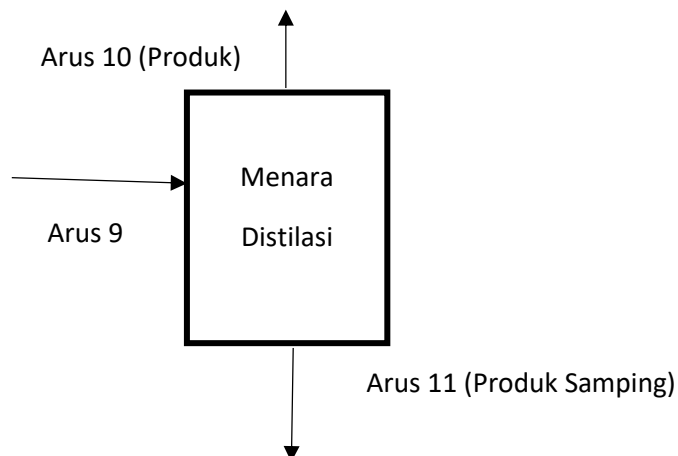 Arus 10 (Produk)
Menara
Distilasi
Arus 9
Arus 11 (Produk Samping)